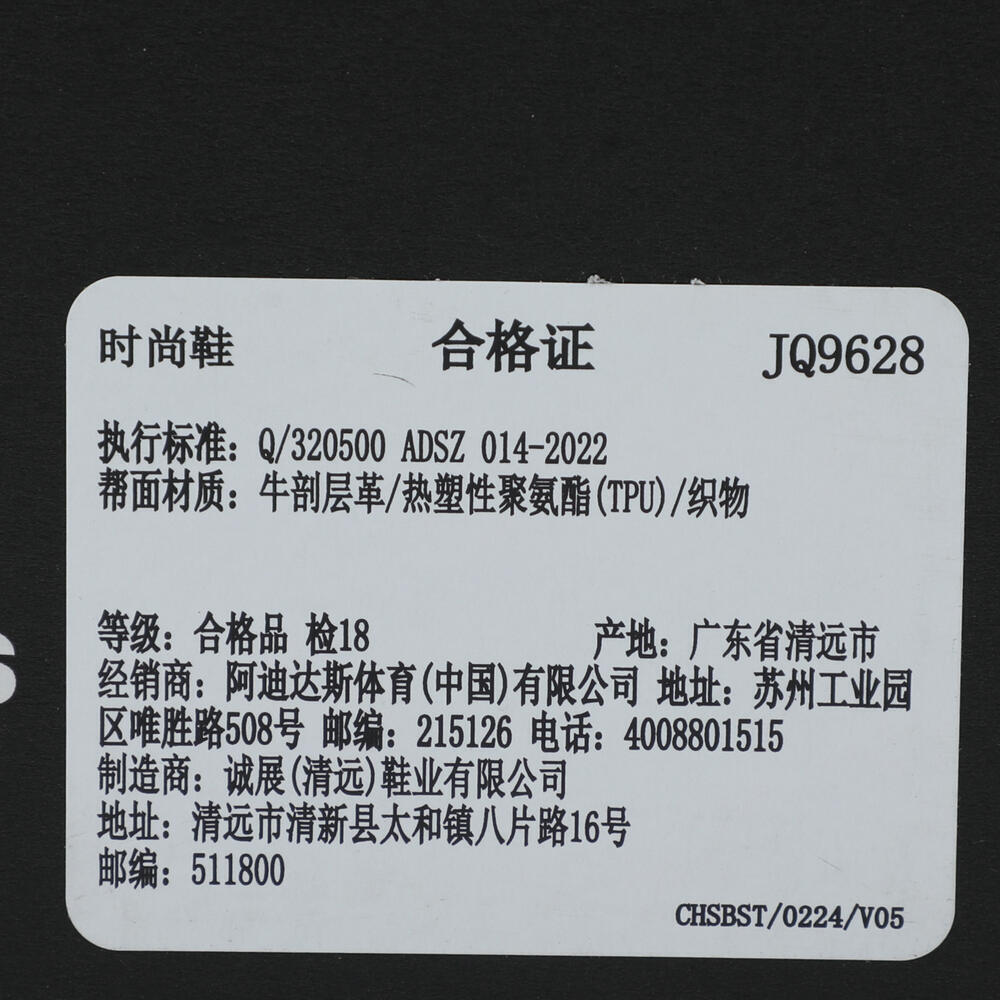 时尚鞋 合格证 JQ9628
执行标准：Q/320500 ADSZ 014-2022
帮面材质：牛剖层革/热塑性聚氨酯(TPU)/织物
等级：合格品 检18 产地：广东省清远市
经销商：阿迪达斯体育(中国)有限公司 地址：苏州工业园
区唯胜路508号 邮编：215126 电话：4008801515
制造商：诚展(清远)鞋业有限公司
地址：清远市清新县太和镇八片路16号
邮编：511800
CHSBST/0224/V05
s